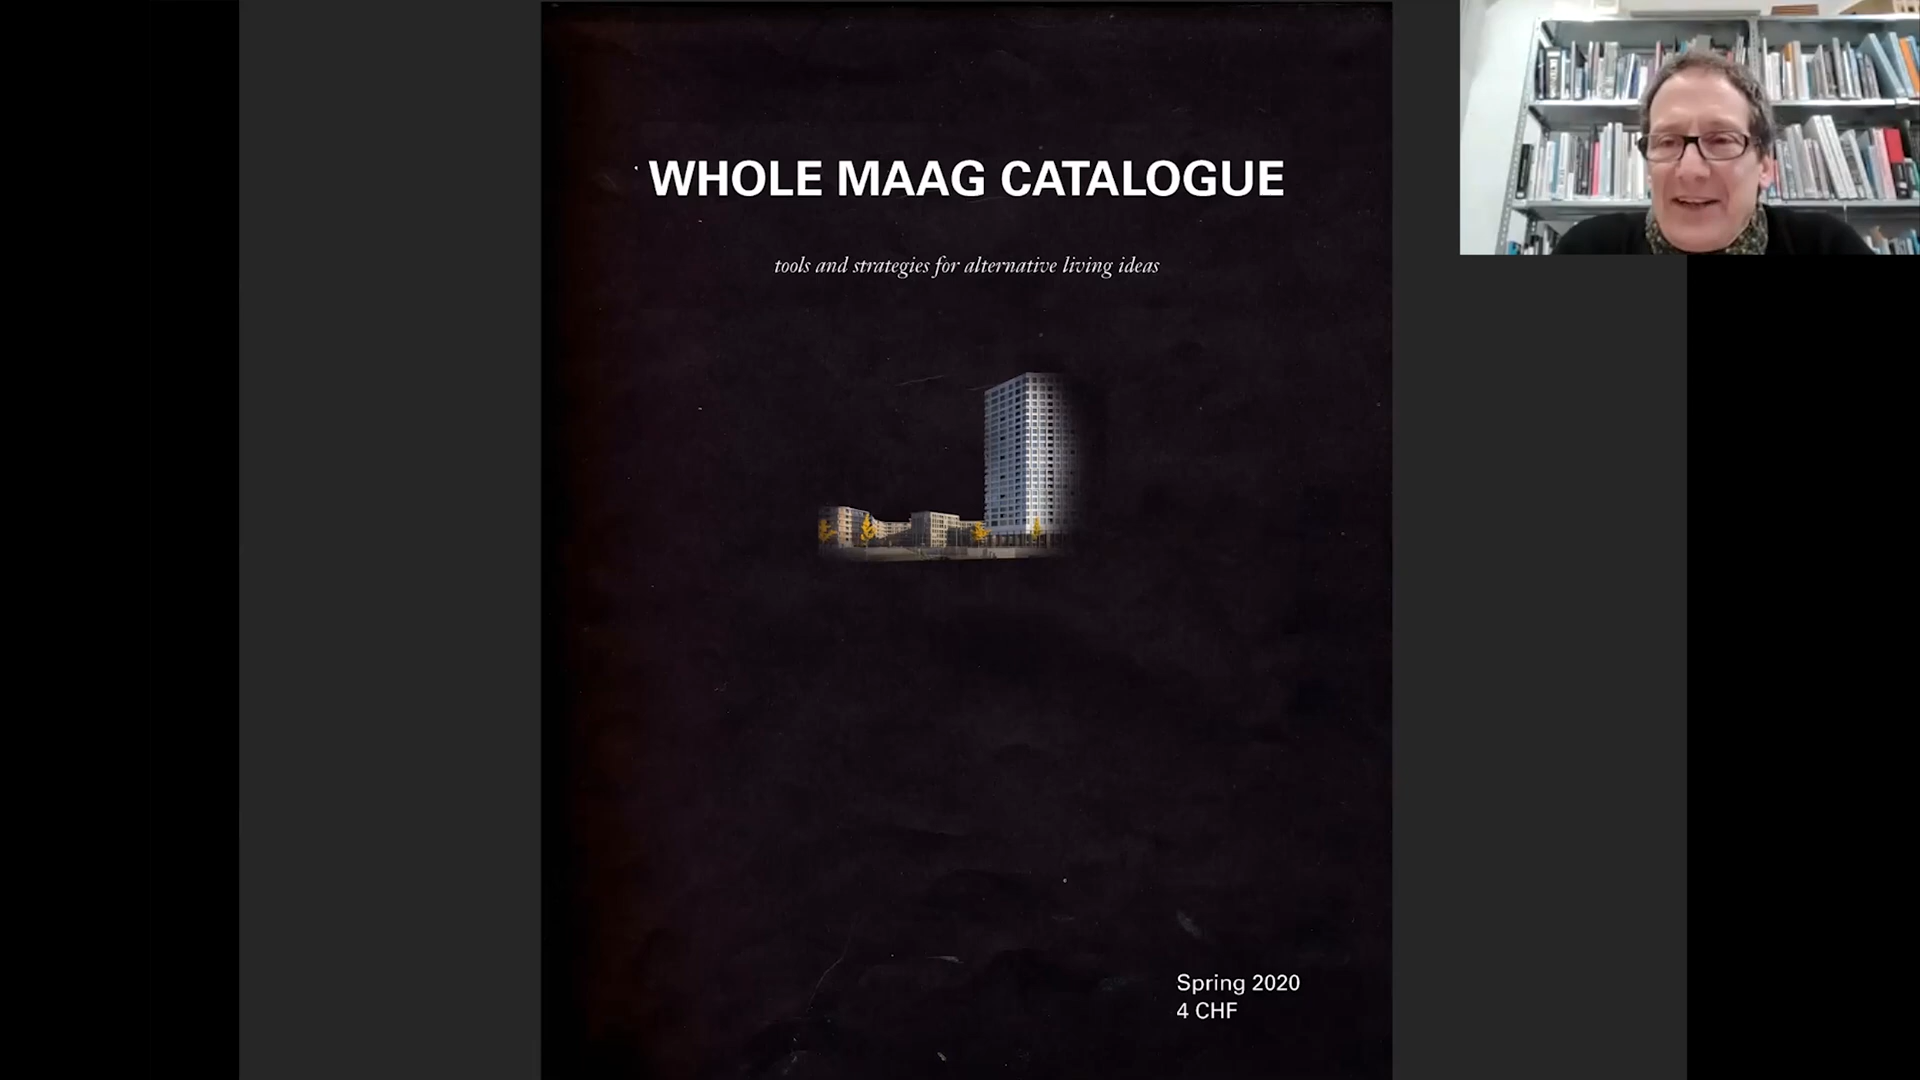 WHOLE MAAG CATALOGUE
tools and strategies for alternative living ideas
Spring 2020
4 CHF